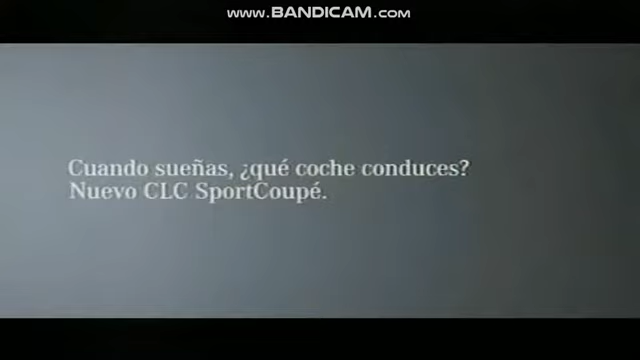 www.BANDICAM.com
Cuando sueñas, ¿qué coche conduces?
Nuevo CLC SportCoupé.